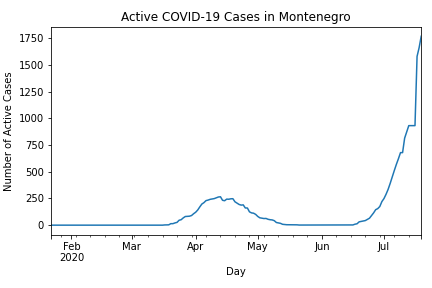 Active COVID-19 Cases in Montenegro
Number of Active Cases
1750
1500
1250
1000
750
500
250
0
Feb Mar Apr May Jun Jul
2020
Day